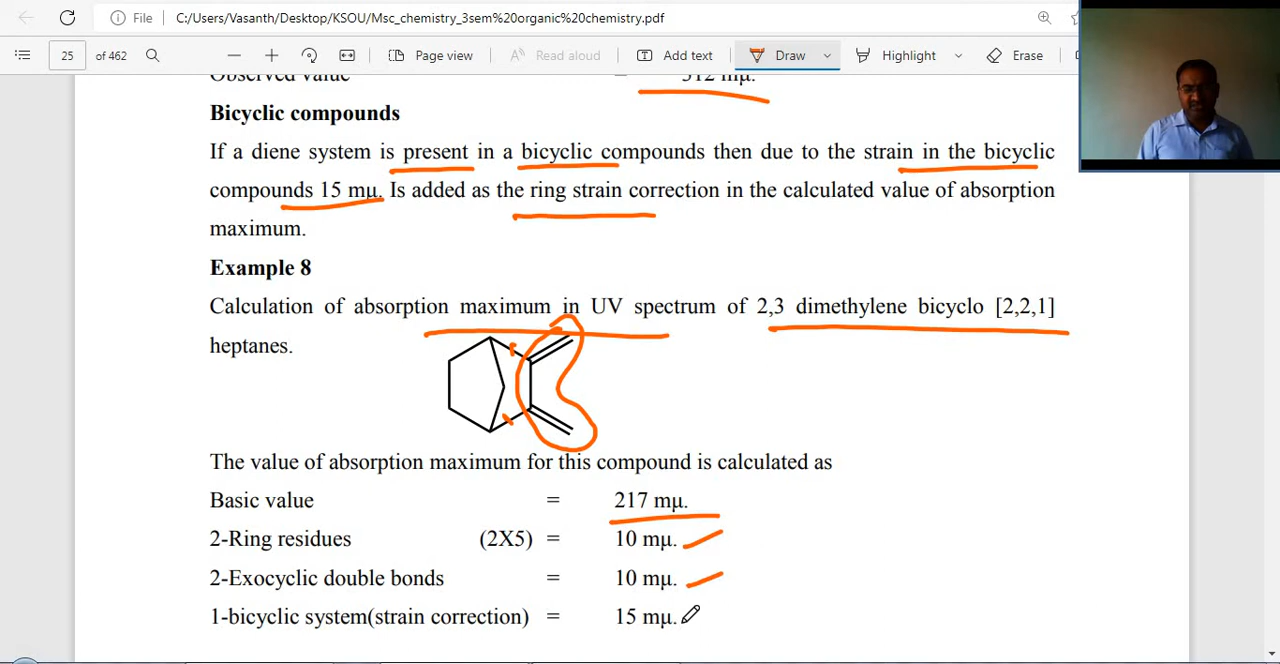 File C:/Users/Vasanth/Desktop/KSOU/Msc_chemistry_3sem%20organic%20chemistry.pdf
25 of 462 Page view Read aloud Add text Draw Highlight Erase
Observed value = 312 mμ.
Bicyclic compounds
If a diene system is present in a bicyclic compounds then due to the strain in the bicyclic
compounds 15 mμ. Is added as the ring strain correction in the calculated value of absorption
maximum.
Example 8
Calculation of absorption maximum in UV spectrum of 2,3 dimethylene bicyclo [2,2,1]
heptanes.
The value of absorption maximum for this compound is calculated as
Basic value = 217 mμ.
2-Ring residues (2X5) = 10 mμ.
2-Exocyclic double bonds = 10 mμ.
1-bicyclic system(strain correction) = 15 mμ.